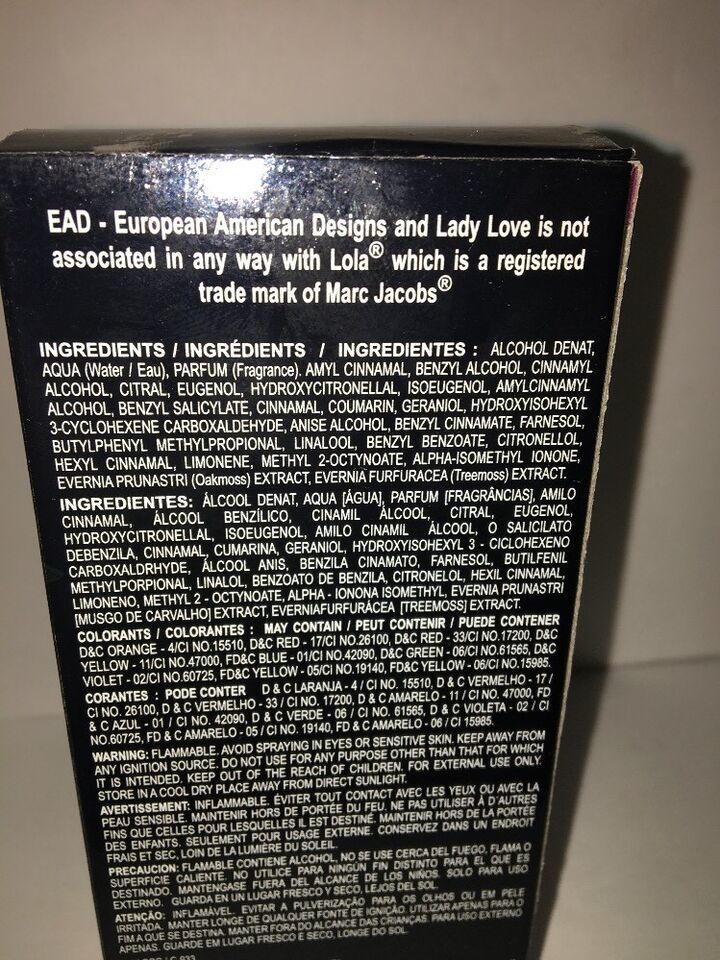 EAD - European American Designs and Lady Love is not
associated in any way with Lola® which is a registered
trade mark of Marc Jacobs®
INGREDIENTS / INGRÉDIENTS / INGREDIENTES : ALCOHOL DENAT,
AQUA (Water / Eau), PARFUM (Fragrance). AMYL CINNAMAL, BENZYL ALCOHOL, CINNAMYL
ALCOHOL, CITRAL, EUGENOL, HYDROXYCITRONELLAL, ISOEUGENOL, AMYLCINNAMYL
ALCOHOL, BENZYL SALICYLATE, CINNAMAL, COUMARIN, GERANIOL, HYDROXYISOHEXYL
3-CYCLOHEXENE CARBOXALDEHYDE, ANISE ALCOHOL, BENZYL CINNAMATE, FARNESOL,
BUTYLPHENYL METHYLPROPIONAL, LINALOOL, BENZYL BENZOATE, CITRONELLOL,
HEXYL CINNAMAL, LIMONENE, METHYL 2-OCTYNOATE, ALPHA-ISOMETHYL IONONE,
EVERNIA PRUNASTRI (Oakmoss) EXTRACT, EVERNIA FURFURACEA (Treemoss) EXTRACT.
INGREDIENTES: ÁLCOOL DENAT, AQUA [ÁGUA], PARFUM [FRAGRÂNCIAS], AMILO
CINNAMAL, ÁLCOOL BENZÍLICO, CINAMIL ÁLCOOL, CITRAL, EUGENOL,
HYDROXYCITRONELLAL, ISOEUGENOL, AMILO CINAMIL ÁLCOOL, O SALICILATO
DEBENZILA, CINNAMAL, CUMARINA, GERANIOL, HYDROXYISOHEXYL 3 - CICLOHEXENO
CARBOXALDRHYDE, ÁLCOOL ANIS, BENZILA CINAMATO, FARNESOL, BUTILFENIL
METHYLPORPIONAL, LINALOL, BENZOATO DE BENZILA, CITRONELOL, HEXIL CINNAMAL,
LIMONENO, METHYL 2 - OCTYNOATE, ALPHA - IONONA ISOMETHYL, EVERNIA PRUNASTRI
[MUSGO DE CARVALHO] EXTRACT, EVERNIAFURFURÁCEA [TREEMOSS] EXTRACT.
COLORANTS / COLORANTES : MAY CONTAIN / PEUT CONTENIR / PUEDE CONTENER
D&C ORANGE - 4/CI NO.15510, D&C RED - 17/CI NO.26100, D&C RED - 33/CI NO.17200, D&C
YELLOW - 11/CI NO.47000, FD&C BLUE - 01/CI NO.42090, D&C GREEN - 06/CI NO.61565, D&C
VIOLET - 02/CI NO.60725, FD&C YELLOW - 05/CI NO.19140, FD&C YELLOW - 06/CI NO.15985.
CORANTES : PODE CONTER D & C LARANJA - 4 / CI NO. 15510, D & C VERMELHO - 17 /
CI NO. 26100, D & C VERMELHO - 33 / CI NO. 17200, D & C AMARELO - 11 / CI NO. 47000, FD
& C AZUL - 01 / CI NO. 42090, D & C VERDE - 06 / CI NO. 61565, D & C VIOLETA - 02 / CI
NO.60725, FD & C AMARELO - 05 / CI NO. 19140, FD & C AMARELO - 06 / CI 15985.
WARNING: FLAMMABLE. AVOID SPRAYING IN EYES OR SENSITIVE SKIN. KEEP AWAY FROM
ANY IGNITION SOURCE. DO NOT USE FOR ANY PURPOSE OTHER THAN THAT FOR WHICH
IT IS INTENDED. KEEP OUT OF THE REACH OF CHILDREN. FOR EXTERNAL USE ONLY.
STORE IN A COOL DRY PLACE AWAY FROM DIRECT SUNLIGHT.
AVERTISSEMENT: INFLAMMABLE. ÉVITER TOUT CONTACT AVEC LES YEUX OU AVEC LA
PEAU SENSIBLE. MAINTENIR HORS DE PORTÉE DU FEU. NE PAS UTILISER À D'AUTRES
FINS QUE CELLES POUR LESQUELLES IL EST DESTINÉ. MAINTENIR HORS DE LA PORTÉE
DES ENFANTS. SEULEMENT POUR USAGE EXTERNE. CONSERVEZ DANS UN ENDROIT
FRAIS ET SEC, LOIN DE LA LUMIÈRE DU SOLEIL.
PRECAUCION: FLAMABLE CONTIENE ALCOHOL, NO SE USE CERCA DEL FUEGO, FLAMA O
SUPERFICIE CALIENTE. NO UTILICE PARA NINGÚN FIN DISTINTO PARA EL QUE ES
DESTINADO. MANTENGASE FUERA DEL ALCANCE DE LOS NIÑOS. SOLO PARA USO
EXTERNO. GUARDA EN UN LUGAR FRESCO Y SECO, LEJOS DEL SOL.
ATENÇÃO: INFLAMÁVEL. EVITAR A PULVERIZAÇÃO PARA OS OLHOS OU EM PELE
IRRITADA. MANTER LONGE DE QUALQUER FONTE DE IGNIÇÃO. UTILIZAR APENAS PARA O
FIM A QUE SE DESTINA. MANTER FORA DO ALCANCE DAS CRIANÇAS. PARA USO EXTERNO
APENAS. GUARDE EM LUGAR FRESCO E SECO, LONGE DO SOL.